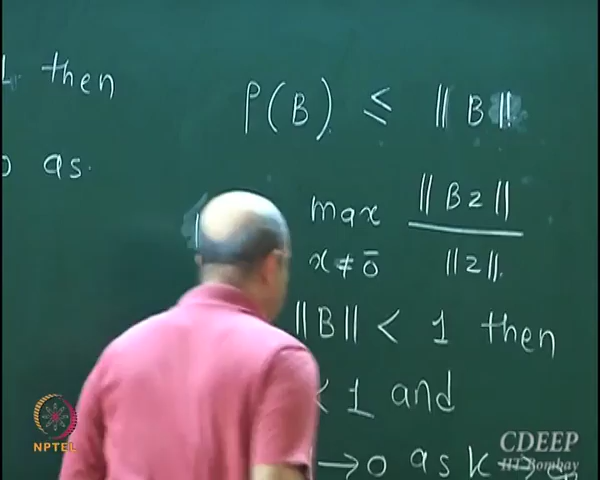 then
as
ρ(B) ≤ ||B||
max ||Bz|| / ||z||
x ≠ 0̄
||B|| < 1 then
< 1 and
→ 0 as k → ∞
NPTEL
CDEEP
IIT Bombay